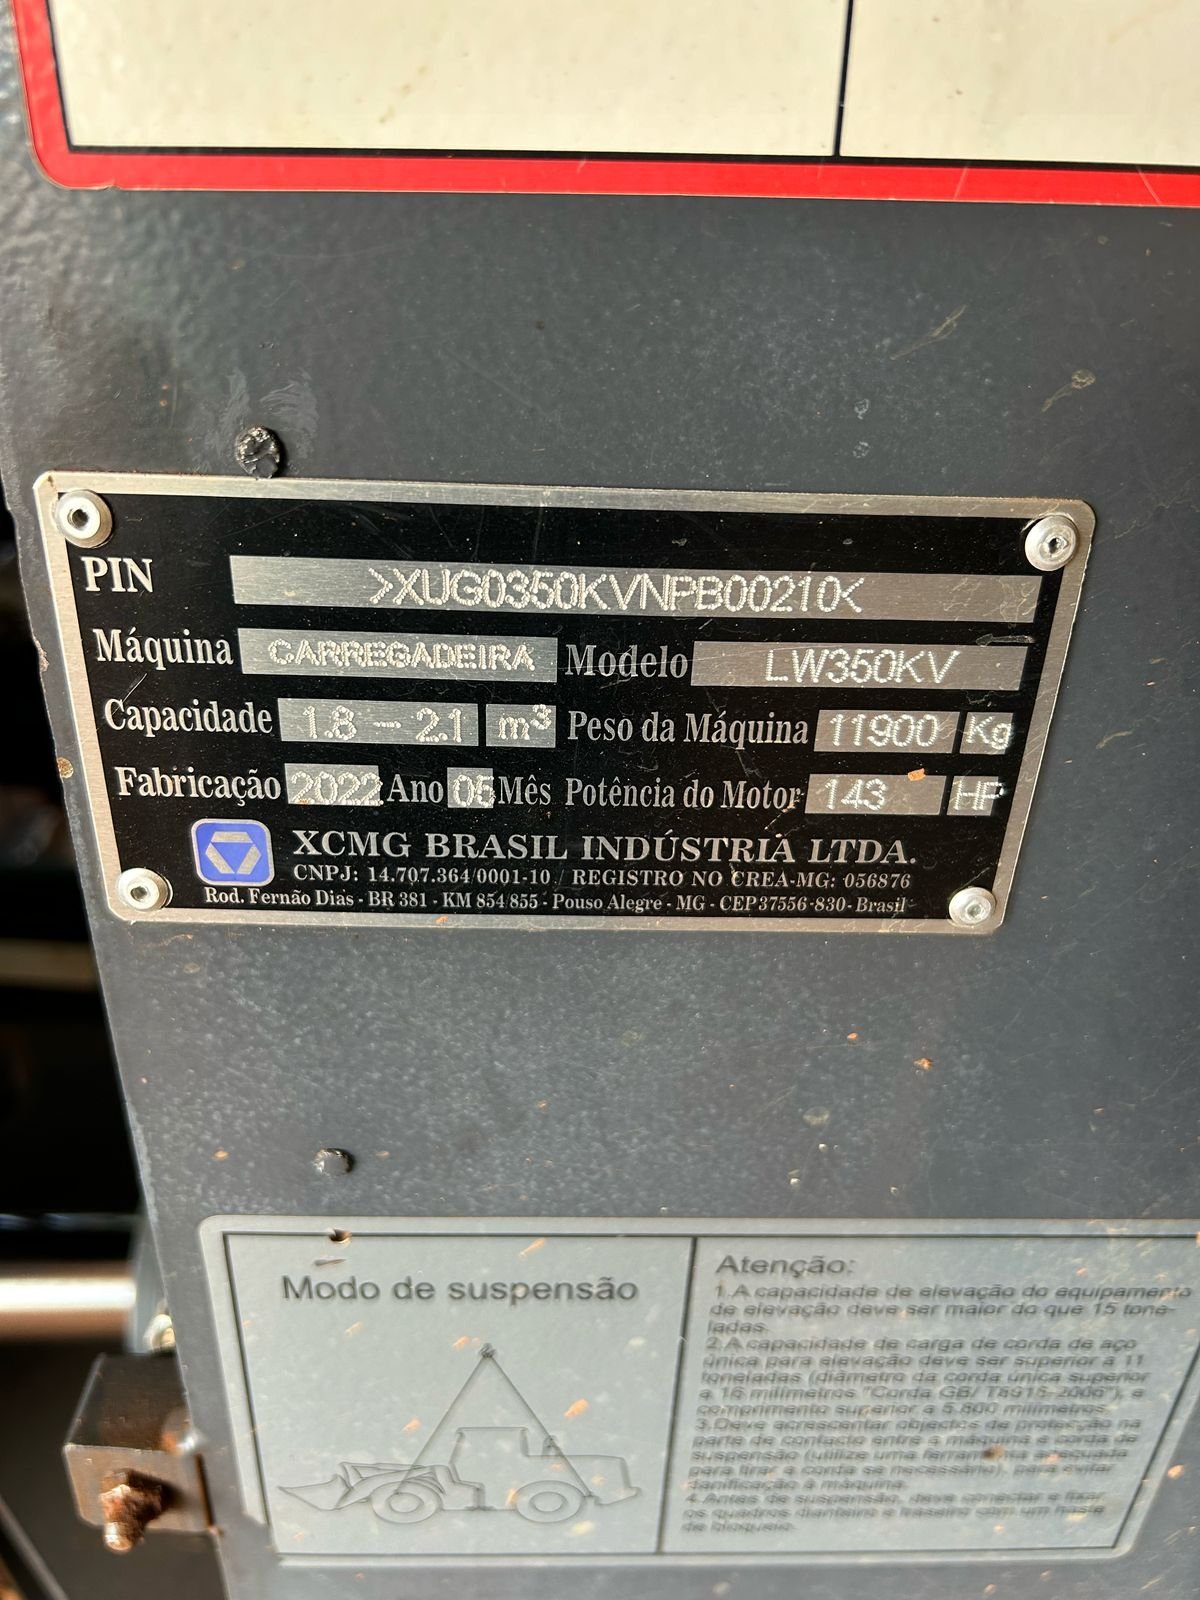 PIN >XUG0350KVNPB00210<
Máquina CARREGADEIRA Modelo LW350KV
Capacidade 1.8 - 2.1 m³ Peso da Máquina 11900 Kg
Fabricação 2022 Ano 05 Mês Potência do Motor 143 HP
XCMG BRASIL INDÚSTRIA LTDA.
CNPJ: 14.707.364/0001-10 / REGISTRO NO CREA-MG: 056876
Rod. Fernão Dias - BR 381 - KM 854/855 - Pouso Alegre - MG - CEP 37556-830 - Brasil
Modo de suspensão
Atenção:
1.A capacidade de elevação do equipamento
de elevação deve ser maior do que 15 tone-
ladas.
2.A capacidade de carga de corda de aço
única para elevação deve ser superior a 11
toneladas (diâmetro da corda única superior
a 16 milímetros "Corda GB/ T8918-2006"), e
comprimento superior a 5.600 milímetros.
3.Deve acrescentar objectos de protecção na
parte de contacto entre a máquina e corda de
suspensão (utilize uma ferramenta adequada
para tirar a corda se necessário), para evitar
danificação à máquina.
4.Antes de suspensão, deve conectar e fixar
os quadros dianteiro e traseiro com um haste
de bloqueio.